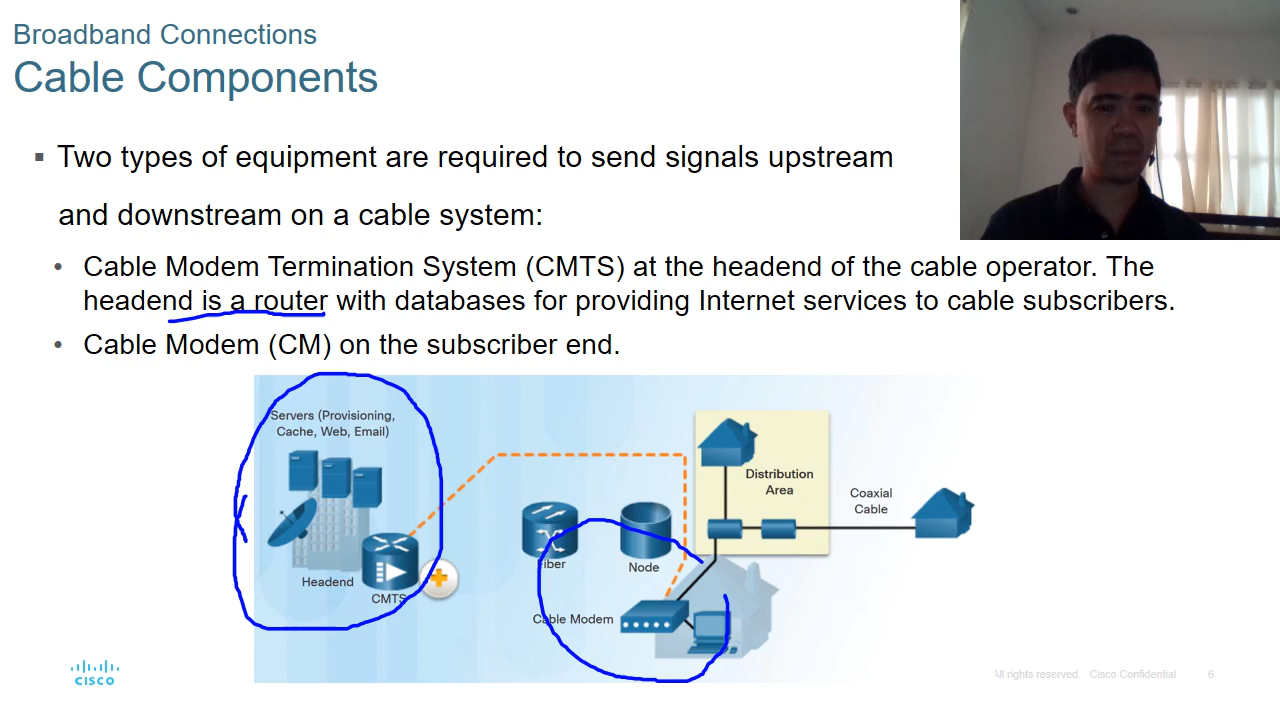 Broadband Connections
Cable Components
▪ Two types of equipment are required to send signals upstream
and downstream on a cable system:
• Cable Modem Termination System (CMTS) at the headend of the cable operator. The
headend is a router with databases for providing Internet services to cable subscribers.
• Cable Modem (CM) on the subscriber end.
Servers (Provisioning,
Cache, Web, Email)
Headend
CMTS
Fiber
Node
Cable Modem
Distribution
Area
Coaxial
Cable
CISCO
All rights reserved. Cisco Confidential
6